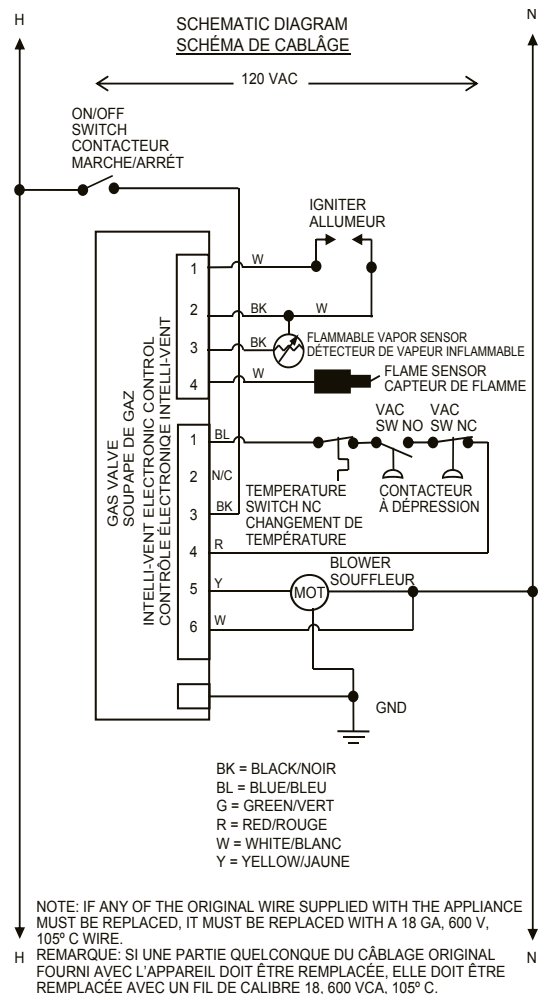 H
N
SCHEMATIC DIAGRAM
SCHÉMA DE CABLÂGE
120 VAC
ON/OFF
SWITCH
CONTACTEUR
MARCHE/ARRÉT
IGNITER
ALLUMEUR
1
W
2
BK
W
3
BK
FLAMMABLE VAPOR SENSOR
DÉTECTEUR DE VAPEUR INFLAMMABLE
4
W
FLAME SENSOR
CAPTEUR DE FLAMME
GAS VALVE
SOUPAPE DE GAZ
INTELLI-VENT ELECTRONIC CONTROL
CONTRÔLE ÉLECTRONIQE INTELLI-VENT
VAC
SW NO
VAC
SW NC
1
BL
2
N/C
TEMPERATURE
SWITCH NC
CHANGEMENT DE
TEMPÉRATURE
CONTACTEUR
À DÉPRESSION
3
BK
4
R
BLOWER
SOUFFLEUR
5
Y
MOT
6
W
GND
BK = BLACK/NOIR
BL = BLUE/BLEU
G = GREEN/VERT
R = RED/ROUGE
W = WHITE/BLANC
Y = YELLOW/JAUNE
NOTE: IF ANY OF THE ORIGINAL WIRE SUPPLIED WITH THE APPLIANCE
MUST BE REPLACED, IT MUST BE REPLACED WITH A 18 GA, 600 V,
105º C WIRE.
H
N
REMARQUE: SI UNE PARTIE QUELCONQUE DU CÂBLAGE ORIGINAL
FOURNI AVEC L'APPAREIL DOIT ÊTRE REMPLACÉE, ELLE DOIT ÊTRE
REMPLACÉE AVEC UN FIL DE CALIBRE 18, 600 VCA, 105º C.